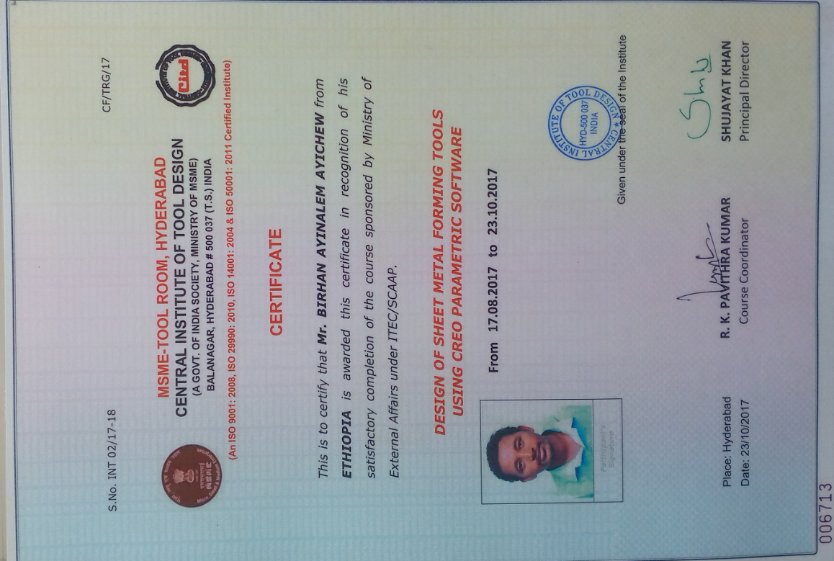 S.No. INT 02/17-18
CF/TRG/17
MSME-TOOL ROOM, HYDERABAD
CENTRAL INSTITUTE OF TOOL DESIGN
(A GOVT. OF INDIA SOCIETY, MINISTRY OF MSME)
BALANAGAR, HYDERABAD # 500 037 (T.S.) INDIA
(An ISO 9001: 2008, ISO 29990: 2010, ISO 14001: 2004 & ISO 50001: 2011 Certified Institute)
Citd
CERTIFICATE
This is to certify that Mr. BIRHAN AYINALEM AYICHEW from
ETHIOPIA is awarded this certificate in recognition of his
satisfactory completion of the course sponsored by Ministry of
External Affairs under ITEC/SCAAP.
DESIGN OF SHEET METAL FORMING TOOLS
USING CREO PARAMETRIC SOFTWARE
From 17.08.2017 to 23.10.2017
Participant's
Signature
CENTRAL INSTITUTE OF TOOL DESIGN
HYD-500 037
INDIA
Given under the seal of the Institute
Place: Hyderabad
Date: 23/10/2017
R. K. PAVITHRA KUMAR
Course Coordinator
SHUJAYAT KHAN
Principal Director
006713